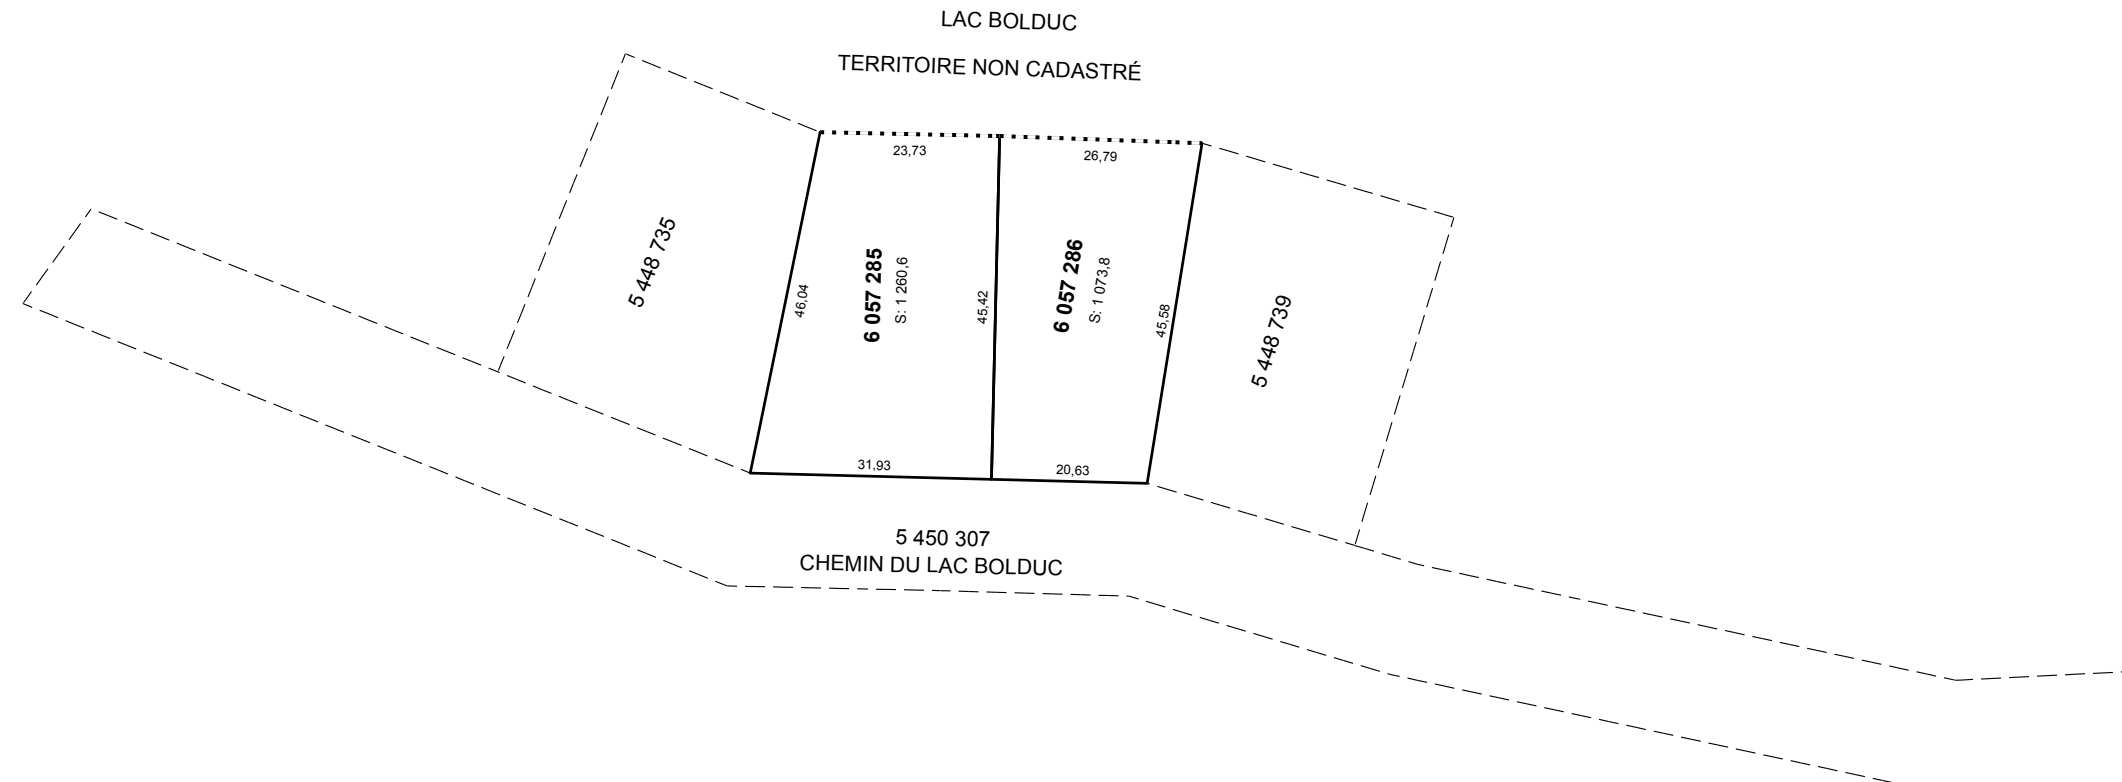 LAC BOLDUC
TERRITOIRE NON CADASTRÉ
23,73
26,79
5 448 735
46,04
6 057 285
S: 1 260,6
45,42
6 057 286
S: 1 073,8
45,58
5 448 739
31,93
20,63
5 450 307
CHEMIN DU LAC BOLDUC